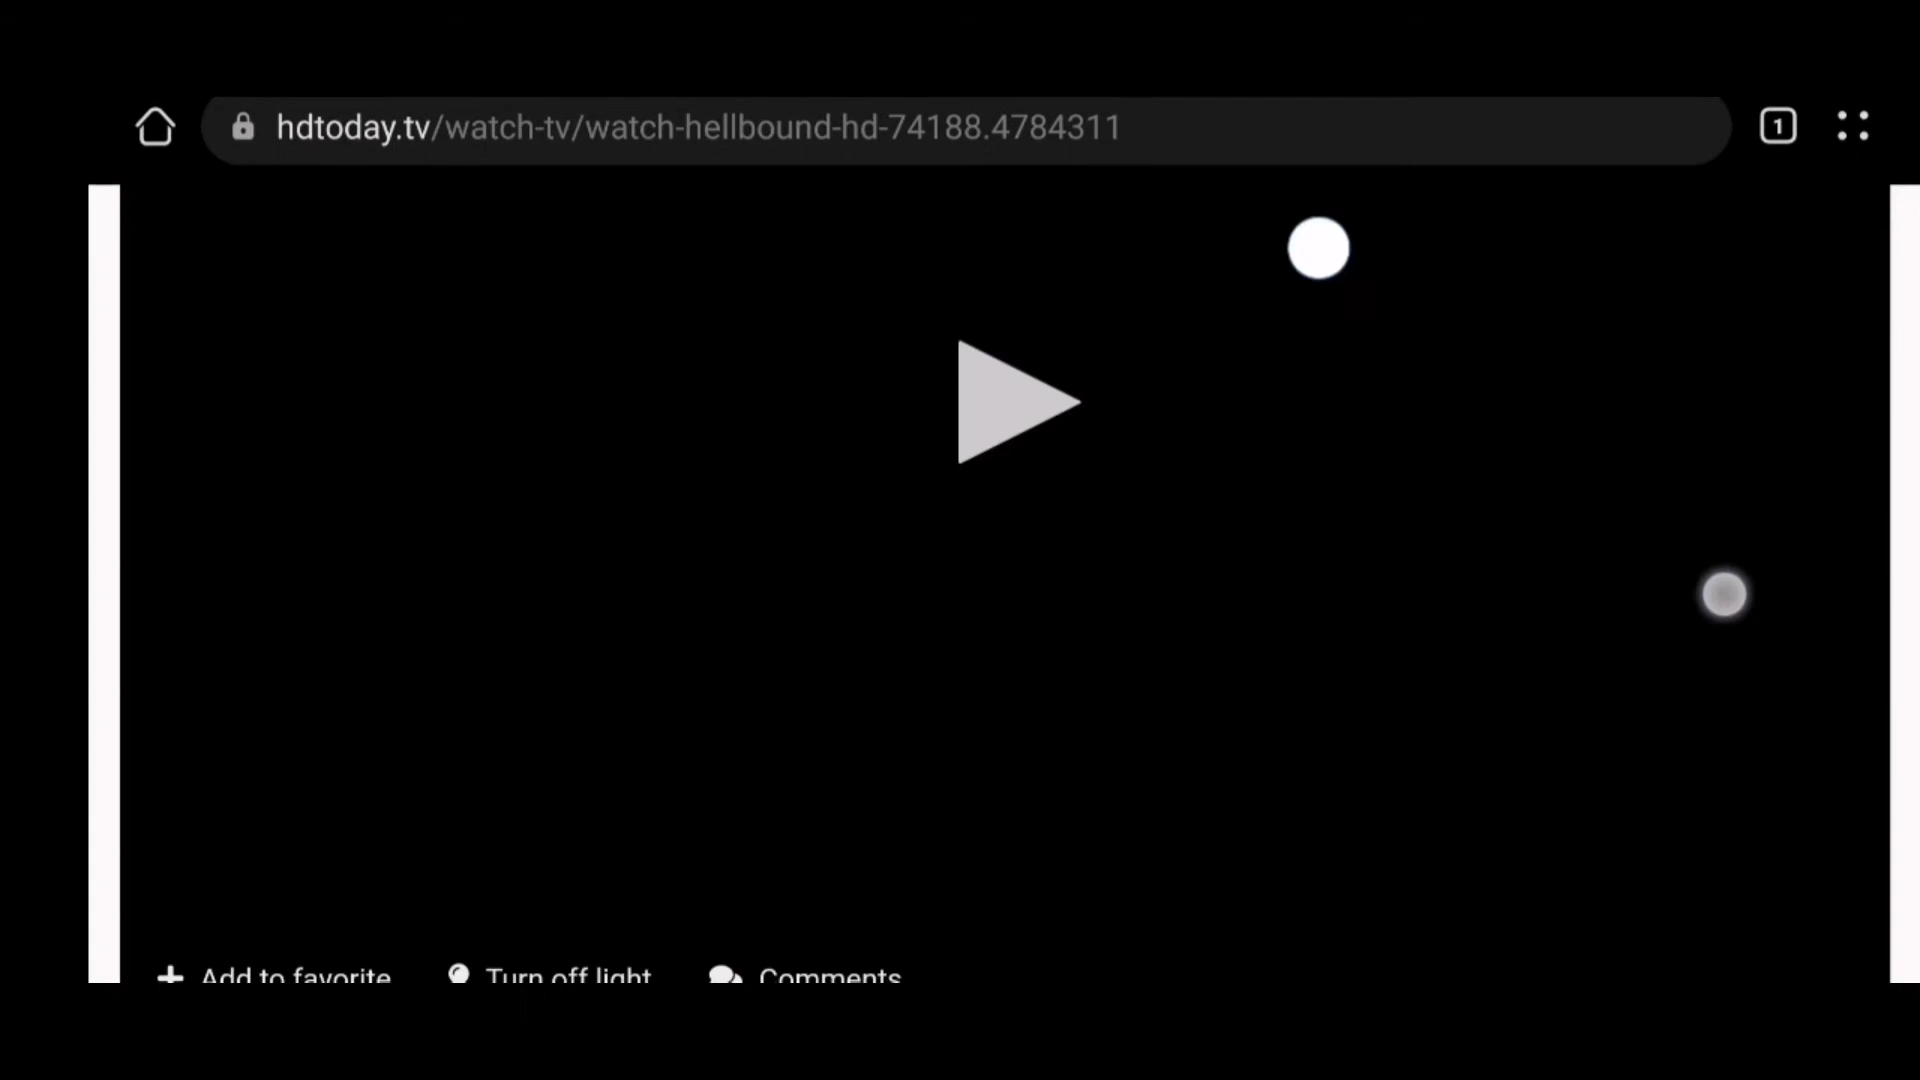 hdtoday.tv/watch-tv/watch-hellbound-hd-74188.4784311
1
Add to favorite
Turn off light
Comments